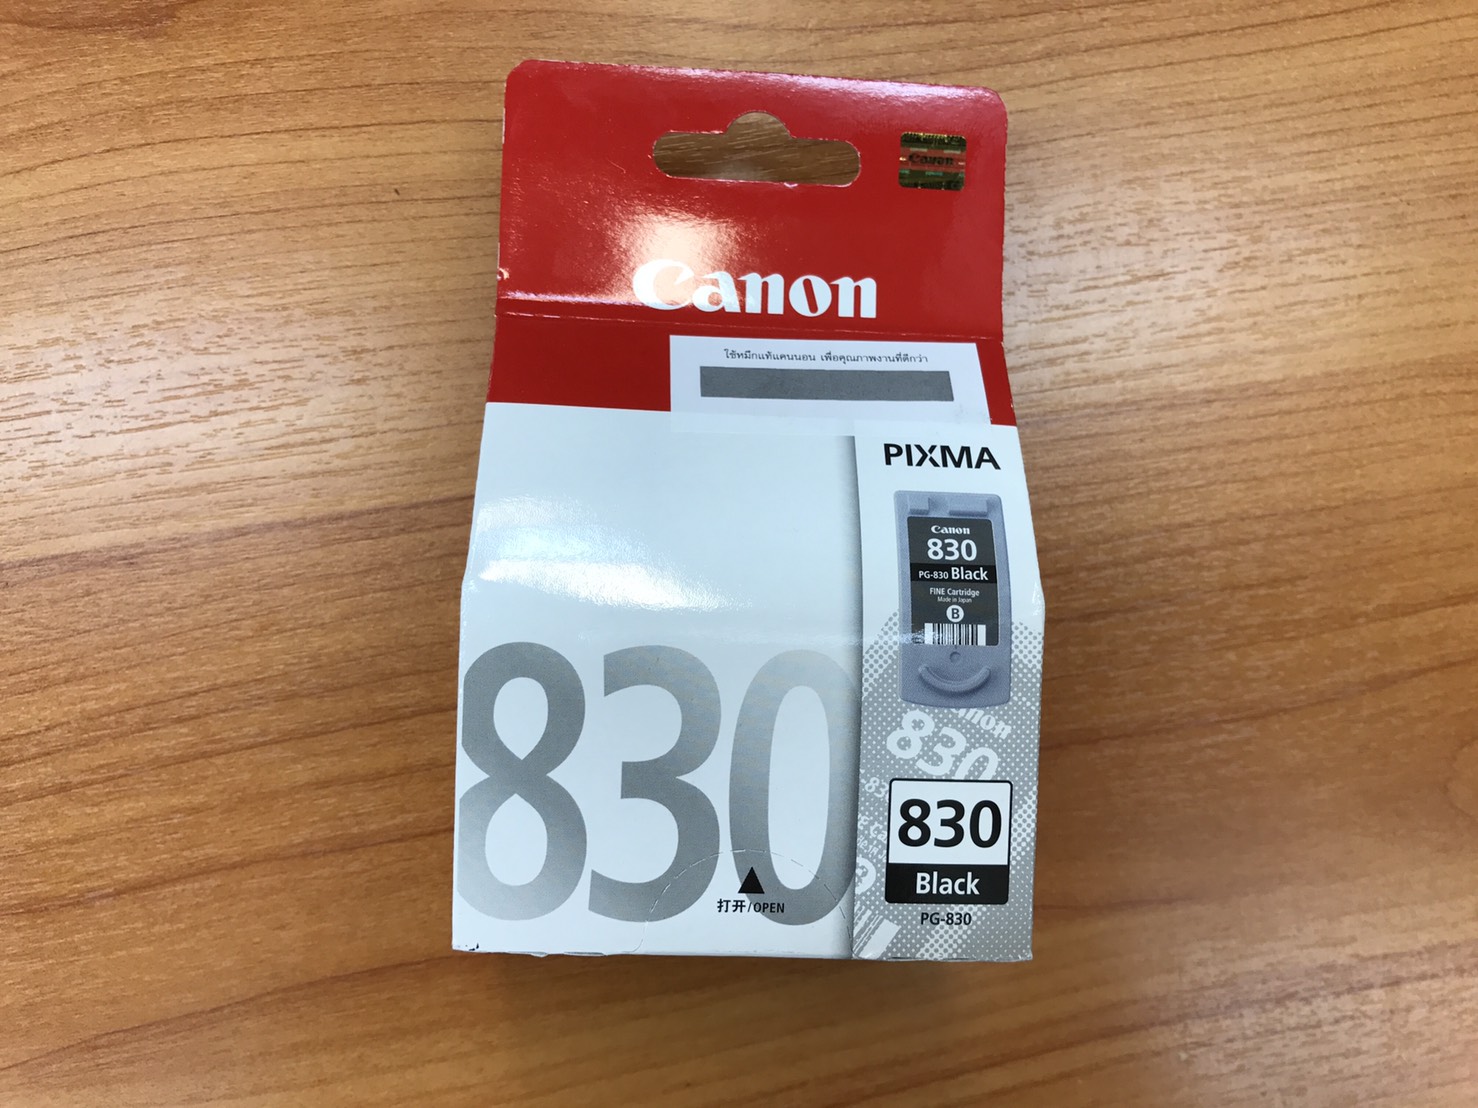 Canon
Canon
ใช้หมึกแท้แคนนอน เพื่อคุณภาพงานที่ดีกว่า
PIXMA
Canon
830
PG-830 Black
FINE Cartridge
Made in Japan
B
830
non
830
830
Black
PG-830
打开/OPEN